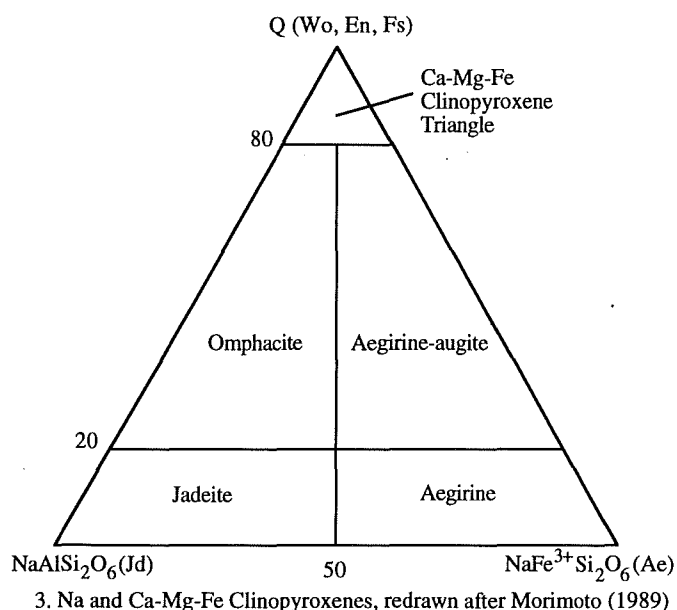 Q (Wo, En, Fs)
Ca-Mg-Fe
Clinopyroxene
Triangle
80
Omphacite
Aegirine-augite
20
Jadeite
Aegirine
NaAlSi₂O₆(Jd)
50
NaFe³⁺Si₂O₆(Ae)
3. Na and Ca-Mg-Fe Clinopyroxenes, redrawn after Morimoto (1989)